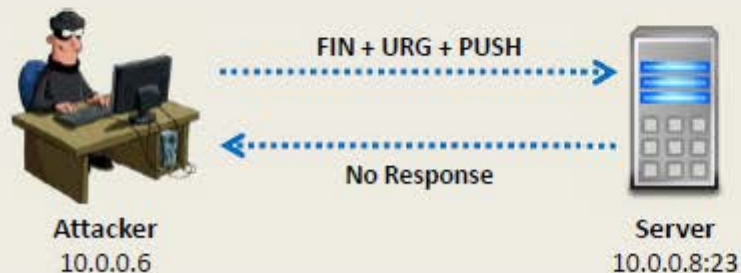 FIN + URG + PUSH
No Response
Attacker
10.0.0.6
Server
10.0.0.8:23